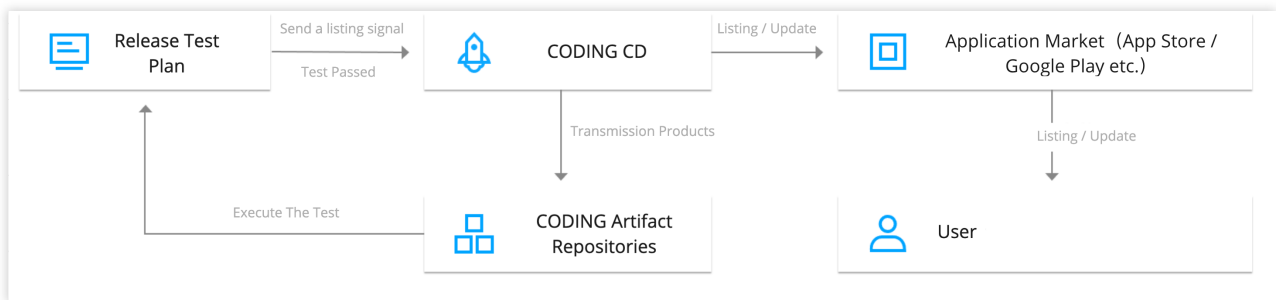 Release Test
Plan
Send a listing signal
Test Passed
CODING CD
Listing / Update
Application Market（App Store /
Google Play etc.）
Transmission Products
Listing / Update
Execute The Test
CODING Artifact
Repositories
User